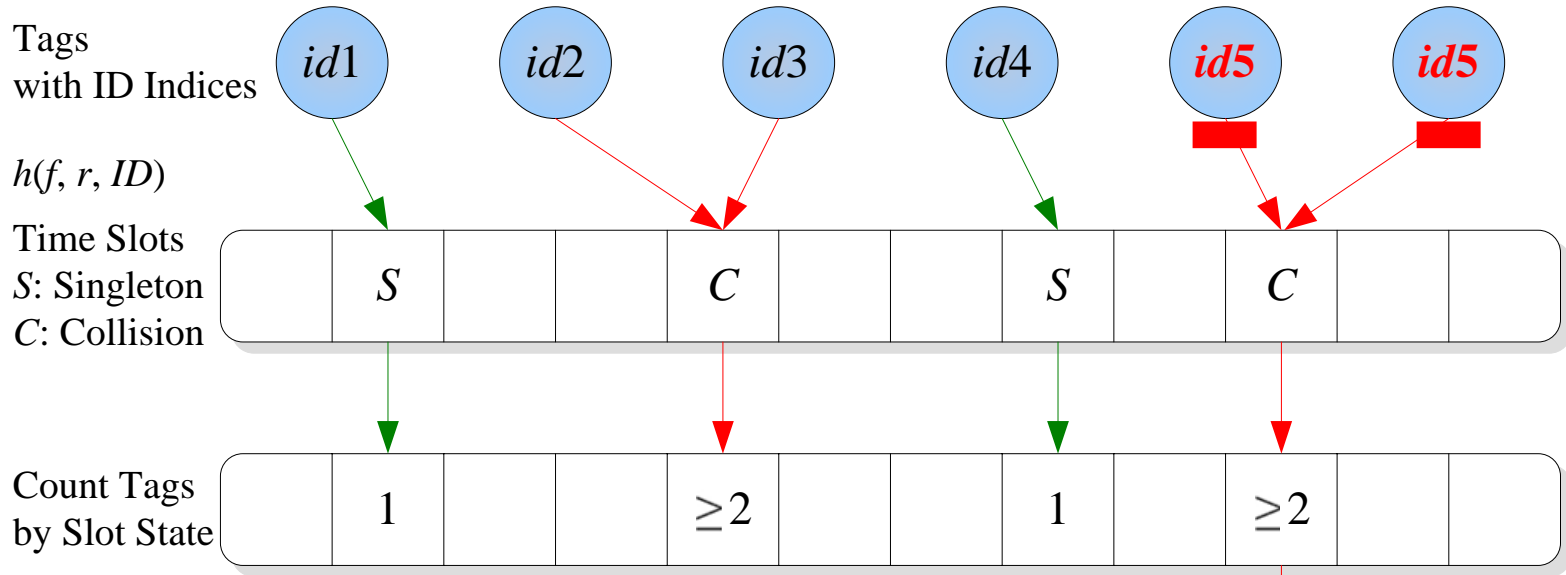 Tags
with ID Indices
id1 id2 id3 id4 id5 id5
h(f, r, ID)
Time Slots
S: Singleton
C: Collision
S C S C
Count Tags
by Slot State
1 ≥2 1 ≥2